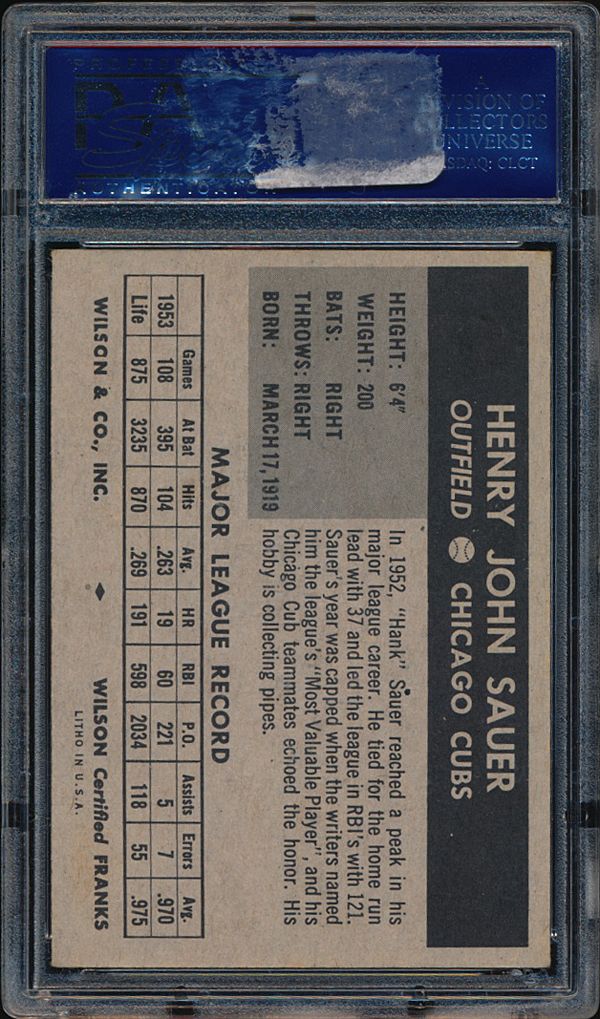 A
DIVISION OF
COLLECTORS
UNIVERSE
NASDAQ: CLCT
HENRY JOHN SAUER
OUTFIELD CHICAGO CUBS
HEIGHT: 6'4"
WEIGHT: 200
BATS: RIGHT
THROWS: RIGHT
BORN: MARCH 17, 1919
In 1952, "Hank" Sauer reached a peak in his
major league career. He tied for the home run
lead with 37 and led the league in RBI's with 121.
Sauer's year was capped when the writers named
him the league's "Most Valuable Player", and his
Chicago Cub teammates echoed the honor. His
hobby is collecting pipes.
MAJOR LEAGUE RECORD
Games At Bat Hits Avg. HR RBI P.O. Assists Errors Avg.
1953 108 395 104 .263 19 60 221 5 7 .970
Life 875 3235 870 .269 191 598 2034 118 55 .975
WILSON & CO., INC. WILSON Certified FRANKS
LITHO IN U.S.A.